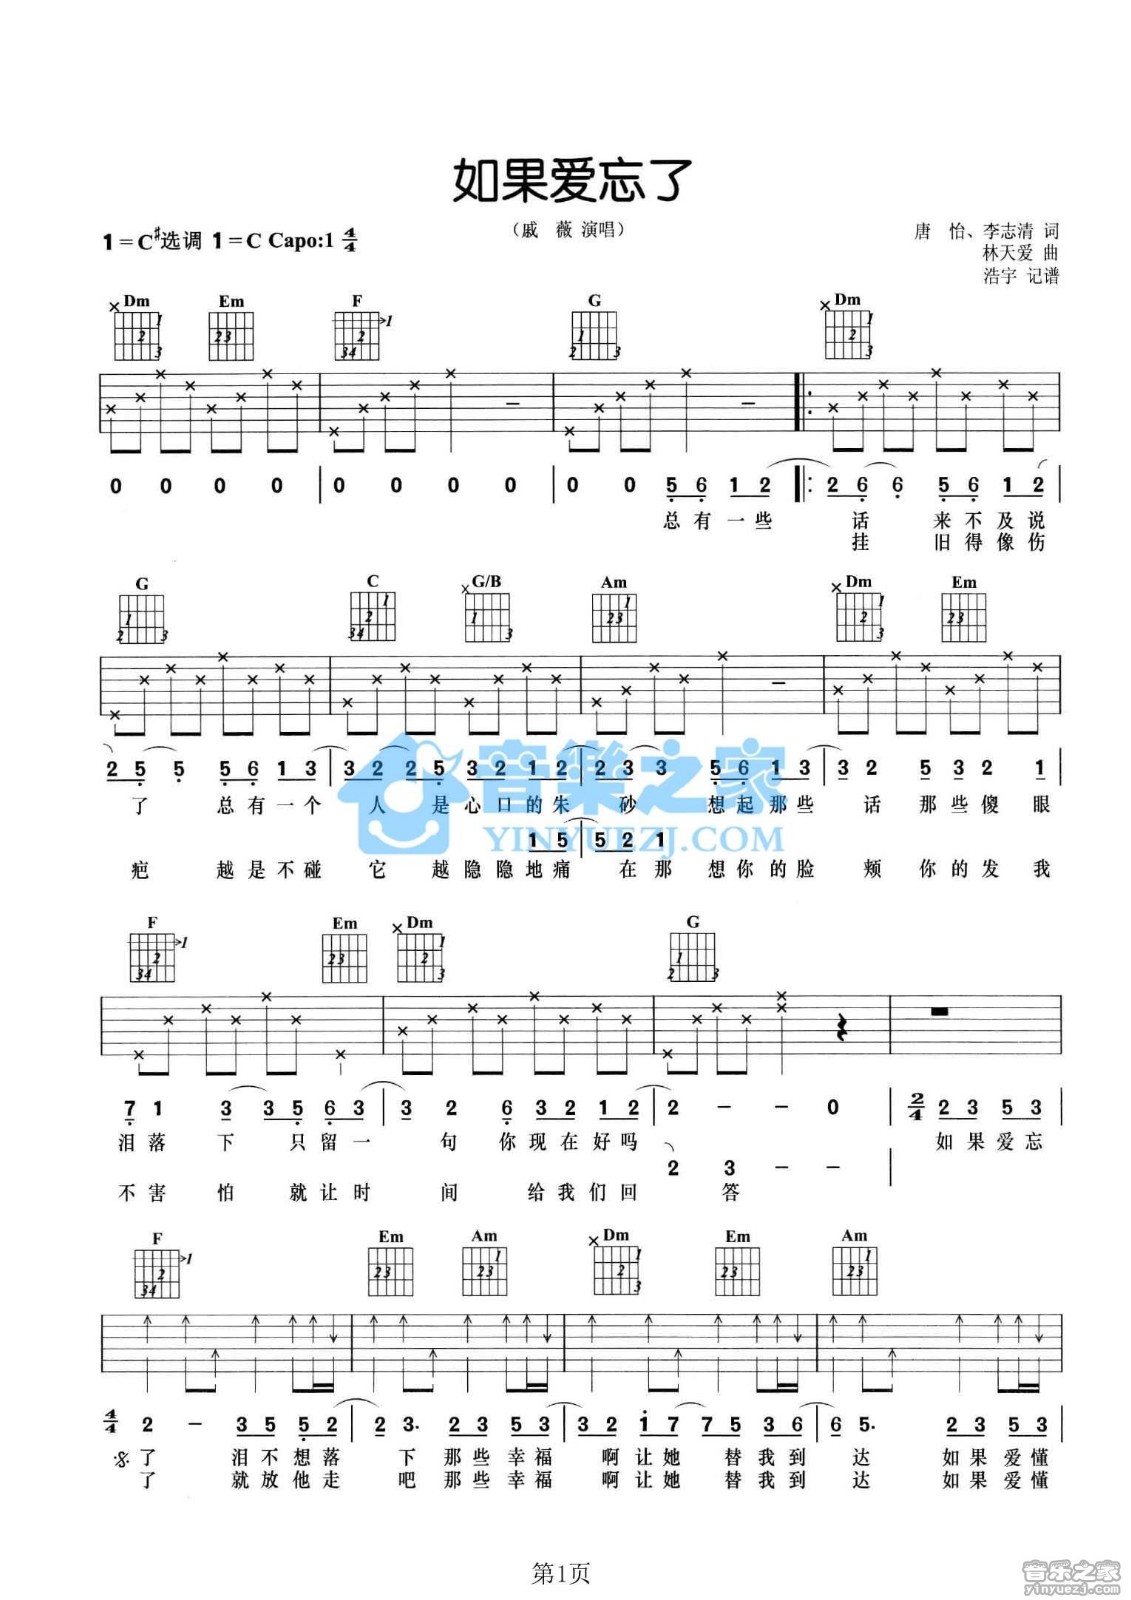 如果爱忘了
（戚 薇 演唱）
1=C#选调 1=C Capo:1 4/4
唐 怡、李志清 词
林天爱 曲
浩宇 记谱
Dm Em F G Dm
0 0 0 0 0 0 0 0 0 0 5 6 1 2 2 6 6 5 6 1 2
总有一些 话 来不及说
挂 旧得像伤
G C G/B Am Dm Em
2 5 5 5 6 1 3 3 2 2 5 3 2 1 2 2 3 3 5 6 1 3 3 2 5 2 2 1
了 总有一个 人 是心口的朱 砂 想起那些 话 那些傻 眼
1 5 5 2 1
疤 越是不碰 它 越隐隐地痛 在那 想你的脸 颊 你的发 我
音樂之家
YINYUEZJ.COM
F Em Dm G
7 1 3 3 5 6 3 3 2 6 3 2 1 2 2 - - 0 2/4 2 3 5 3
泪落 下 只留一 句 你现在好吗 如果爱忘
2 3 - -
不害 怕 就让时 间 给我们回 答
F Em Am Dm Em Am
4/4 2 - 3 5 5 2 2 3. 2 3 5 3 3 2 1 7 7 5 3 6 6 5. 2 3 5 3
了 泪不想落 下 那些幸福 啊让她 替我到 达 如果爱懂
了 就放他走 吧 那些幸福 啊让她 替我到 达 如果爱懂
第1页
音乐之家
yinyuezj.com